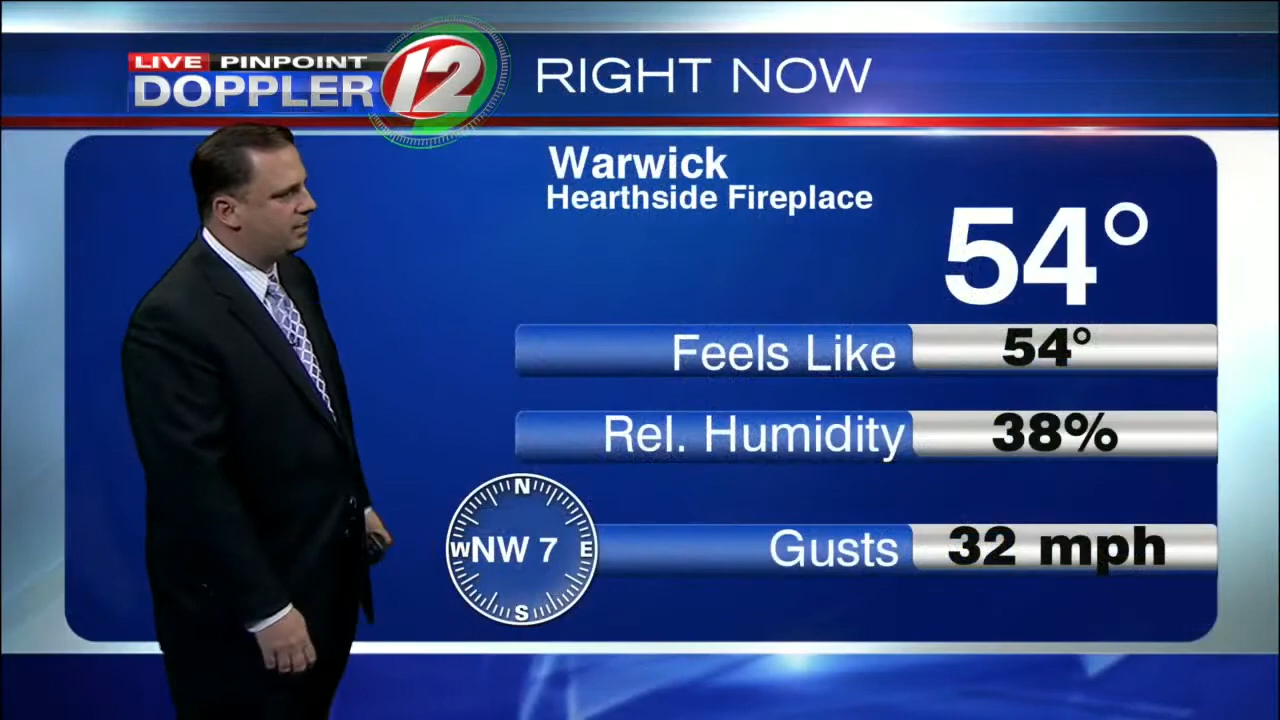 LIVE PINPOINT
DOPPLER 12
RIGHT NOW
Warwick
Hearthside Fireplace
54°
Feels Like 54°
Rel. Humidity 38%
N
W NW 7 E
S
Gusts 32 mph